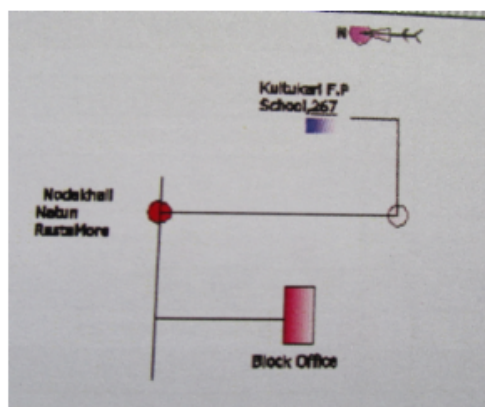 N
Kultukari F.P
School,267
Nodakhali
Natun
RastaMore
Block Office